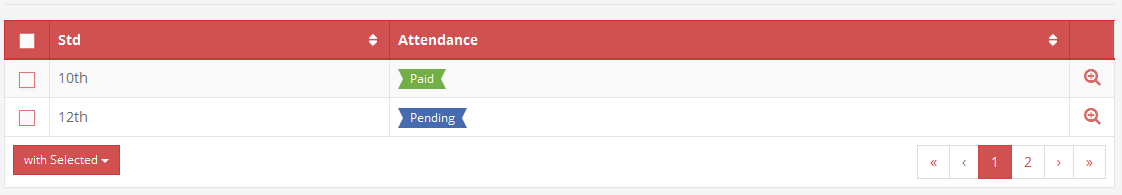 Std Attendance
10th Paid
12th Pending
with Selected
« ‹ 1 2 › »